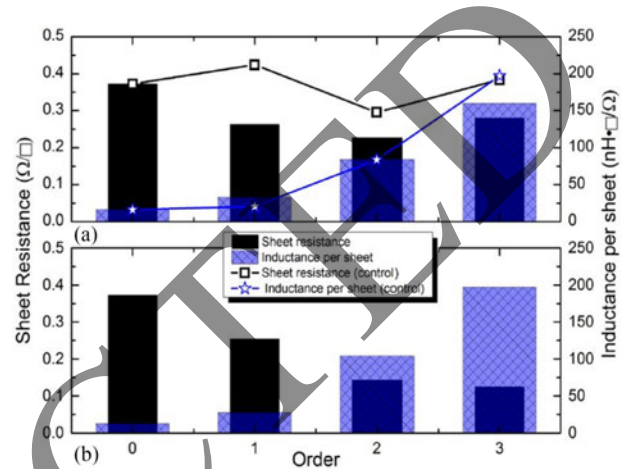 0.5
0.4
0.3
0.2
0.1
0.0
250
200
150
100
50
0
(a)
Sheet resistance
Inductance per sheet
Sheet resistance (control)
Inductance per sheet (control)
0.5
0.4
0.3
0.2
0.1
0.0
250
200
150
100
50
0
(b)
0 1 2 3
Order
Sheet Resistance (Ω/□)
Inductance per sheet (nH•□/Ω)